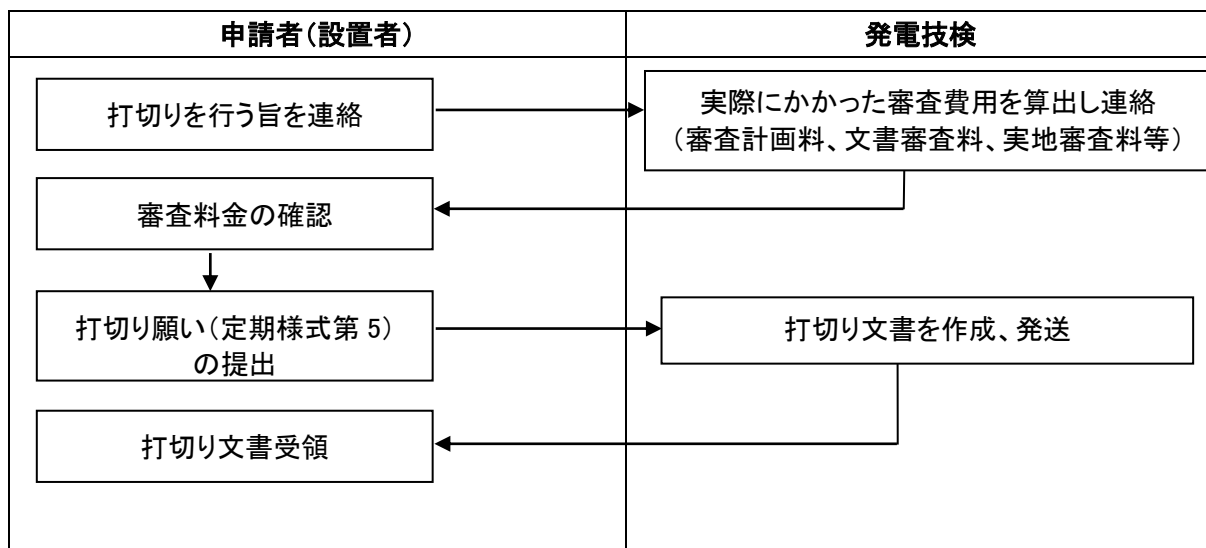 申請者（設置者）
発電技検
打切りを行う旨を連絡
実際にかかった審査費用を算出し連絡
（審査計画料、文書審査料、実地審査料等）
審査料金の確認
打切り願い（定期様式第 5）
の提出
打切り文書を作成、発送
打切り文書受領